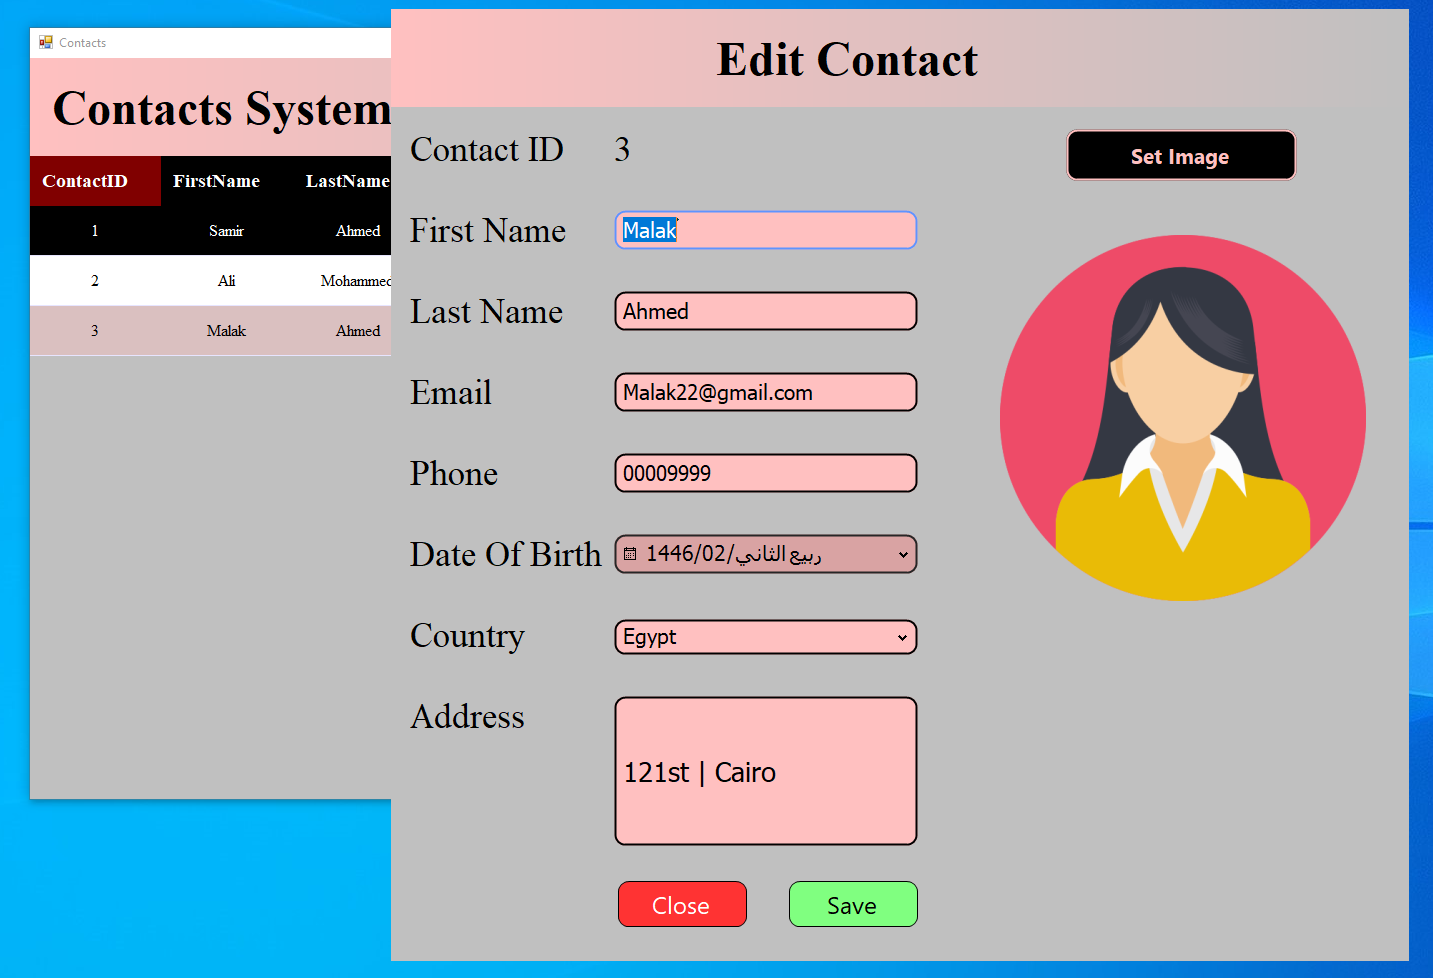 Contacts
Contacts System
ContactID FirstName LastName
1 Samir Ahmed
2 Ali Mohammed
3 Malak Ahmed
Edit Contact
Contact ID 3
Set Image
First Name Malak
Last Name Ahmed
Email Malak22@gmail.com
Phone 00009999
Date Of Birth 1446/02/ربيع الثاني
Country Egypt
Address 121st | Cairo
Close Save